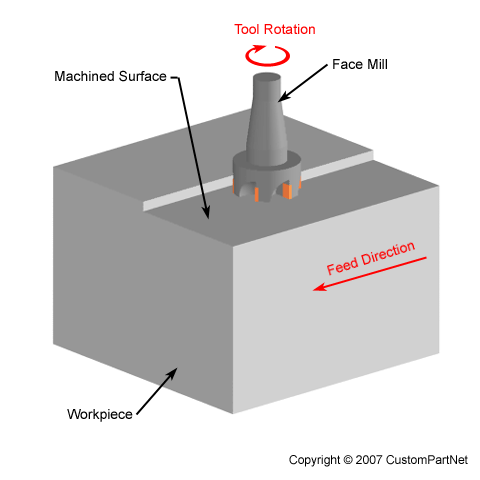 Tool Rotation
Face Mill
Machined Surface
Feed Direction
Workpiece
Copyright © 2007 CustomPartNet